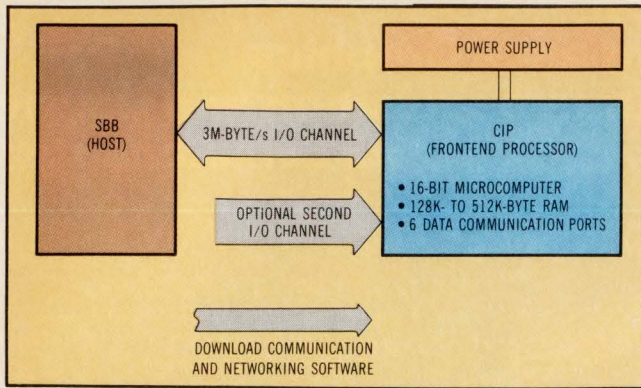 POWER SUPPLY
SBB
(HOST)
3M-BYTE/s I/O CHANNEL
CIP
(FRONTEND PROCESSOR)
• 16-BIT MICROCOMPUTER
• 128K- TO 512K-BYTE RAM
• 6 DATA COMMUNICATION PORTS
OPTIONAL SECOND
I/O CHANNEL
DOWNLOAD COMMUNICATION
AND NETWORKING SOFTWARE